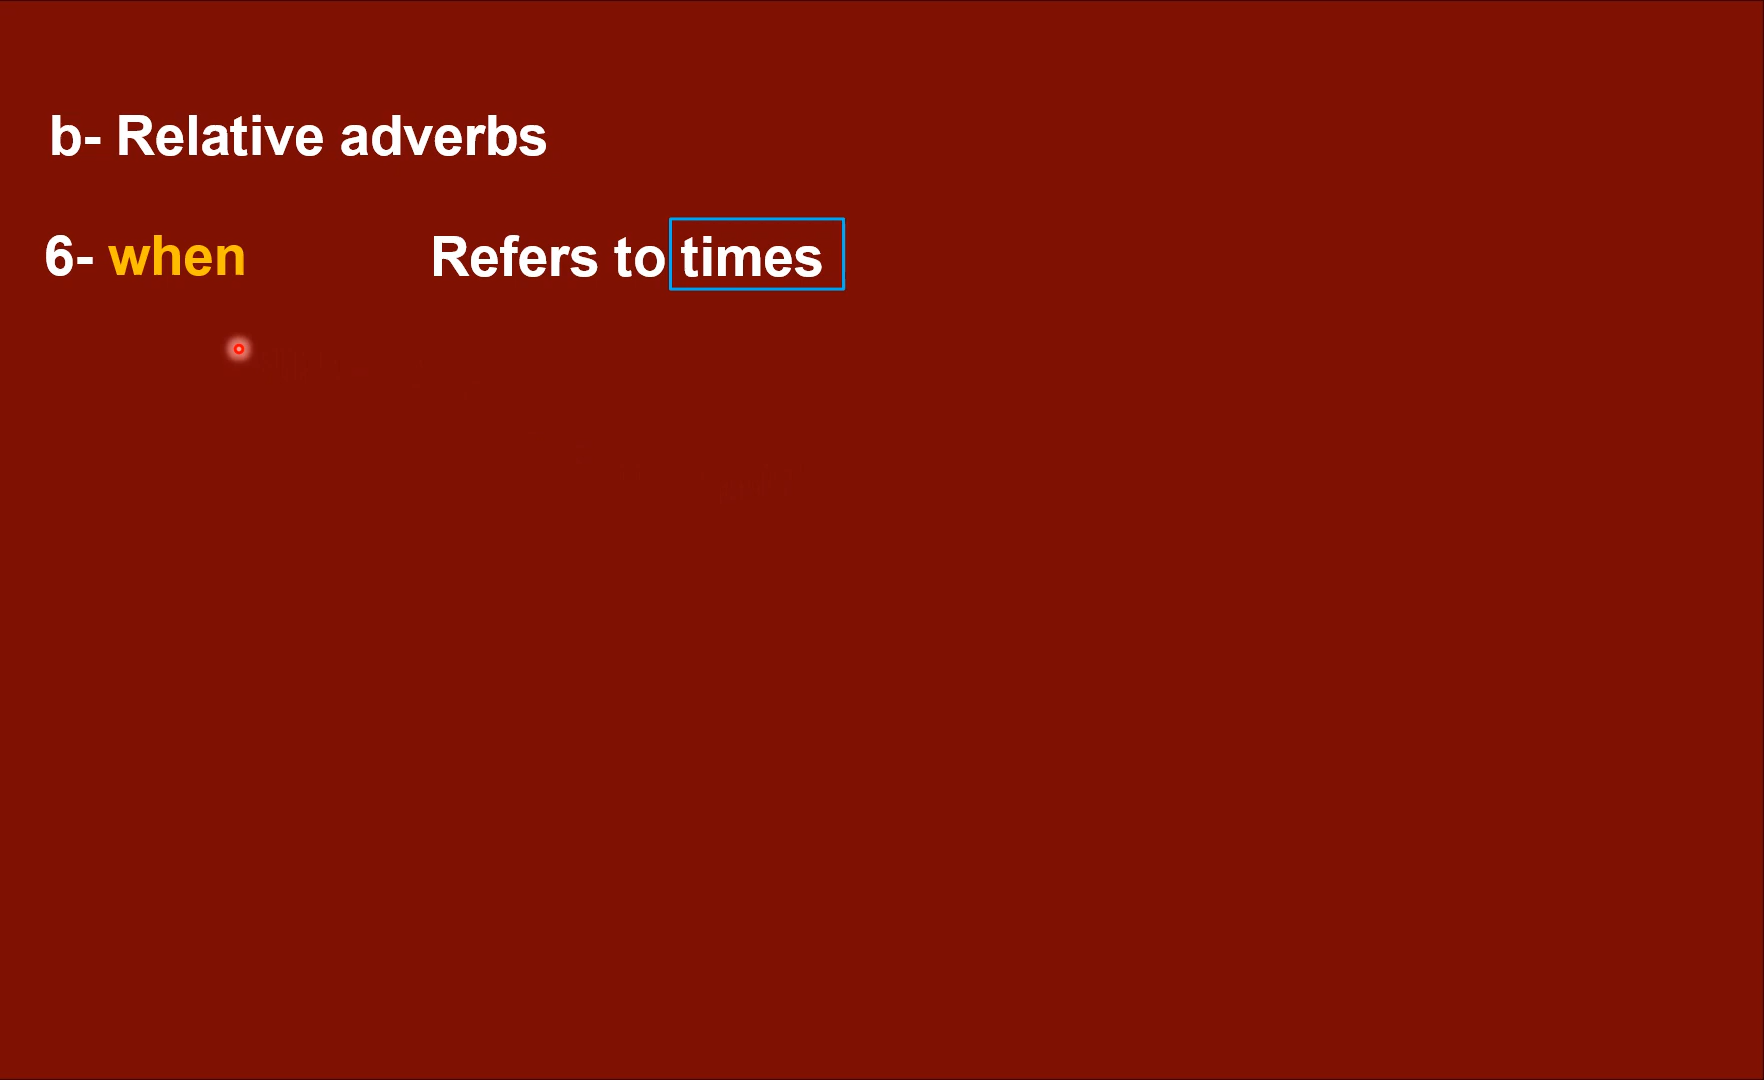 b- Relative adverbs
6- when Refers to times